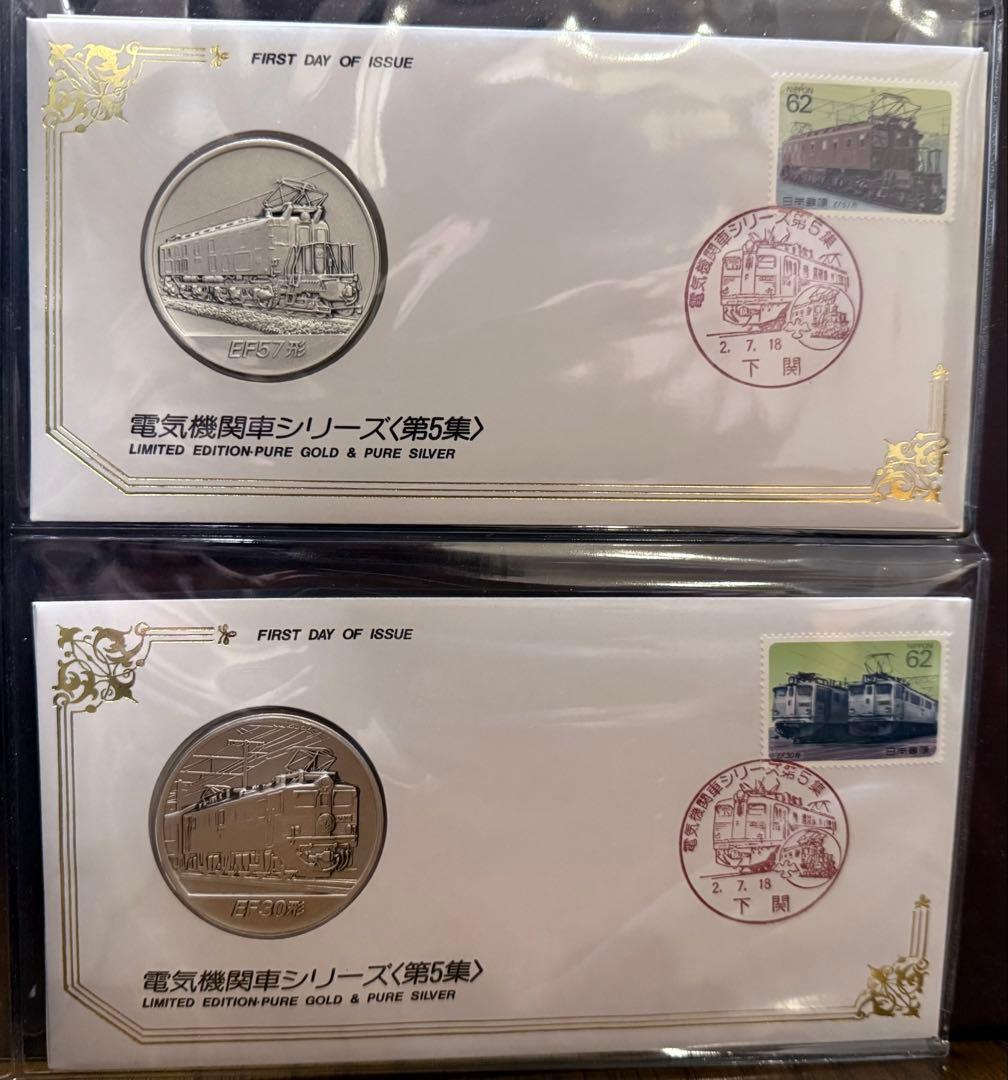 FIRST DAY OF ISSUE
NIPPON
62
日本郵便
電気機関車シリーズ第5集
2. 7. 18
下 関
EF57形
電気機関車シリーズ〈第5集〉
LIMITED EDITION·PURE GOLD & PURE SILVER
FIRST DAY OF ISSUE
NIPPON
62
日本郵便
電気機関車シリーズ第5集
2. 7. 18
下 関
EF30形
電気機関車シリーズ〈第5集〉
LIMITED EDITION·PURE GOLD & PURE SILVER